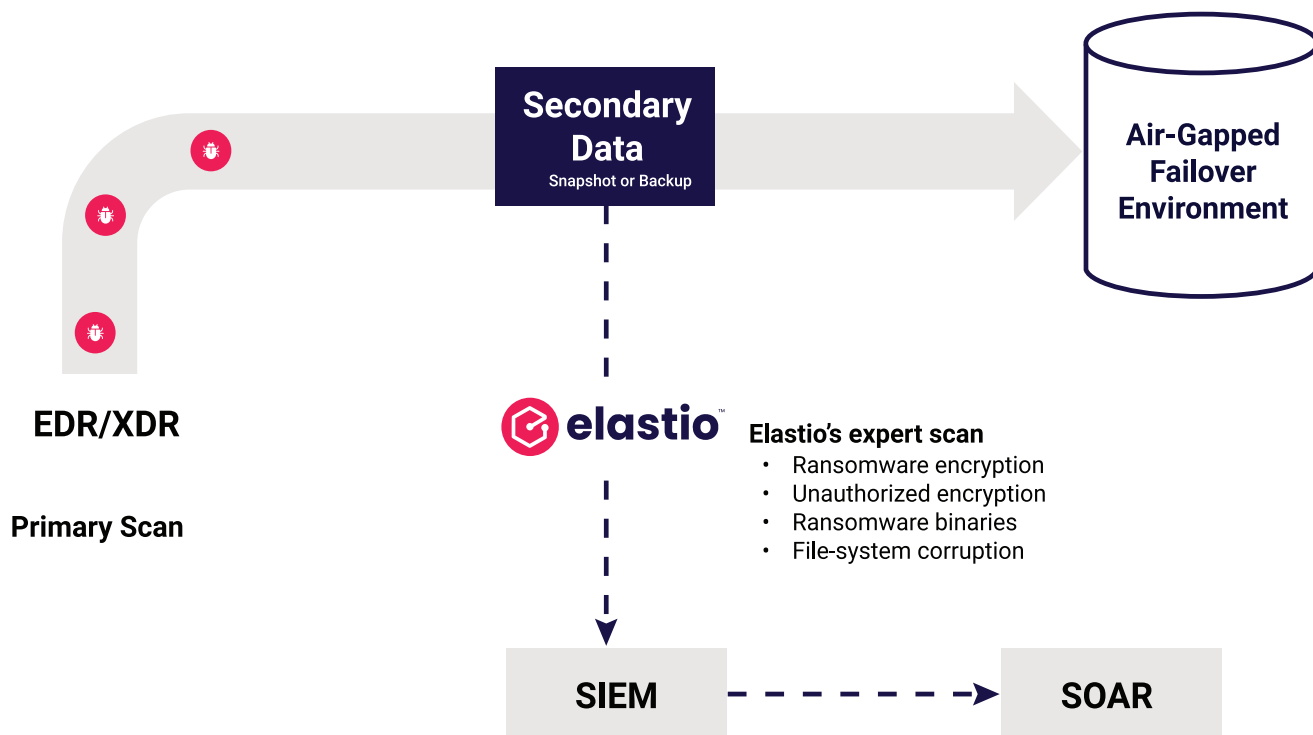 Secondary
Data
Snapshot or Backup
Air-Gapped
Failover
Environment
EDR/XDR
Primary Scan
elastio™
Elastio’s expert scan
• Ransomware encryption
• Unauthorized encryption
• Ransomware binaries
• File-system corruption
SIEM
SOAR